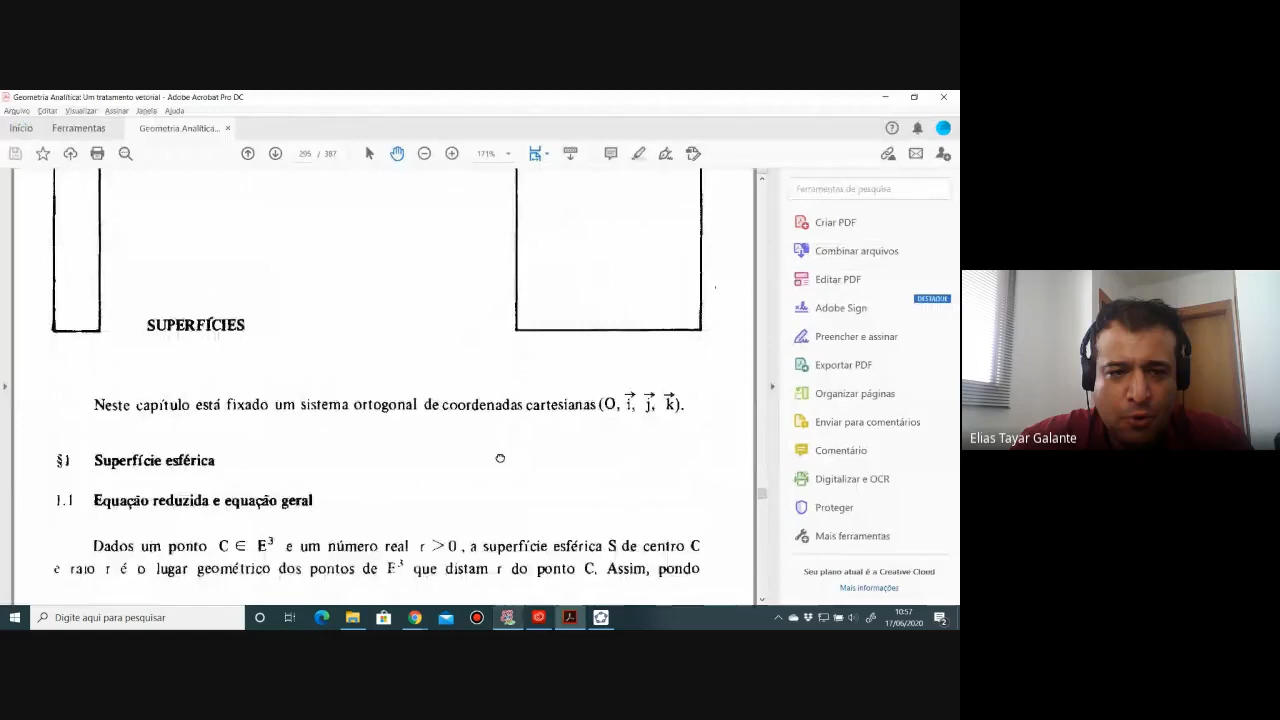 Geometria Analítica: Um tratamento vetorial - Adobe Acrobat Pro DC
Arquivo Editar Visualizar Assinar Janela Ajuda
Início Ferramentas Geometria Analítica... ×
295 / 387 171%
Ferramentas de pesquisa
Criar PDF
Combinar arquivos
Editar PDF
DESTAQUE
Adobe Sign
Preencher e assinar
Exportar PDF
Organizar páginas
Enviar para comentários
Comentário
Digitalizar e OCR
Proteger
Mais ferramentas
Seu plano atual é a Creative Cloud
Mais informações
SUPERFÍCIES
Neste capítulo está fixado um sistema ortogonal de coordenadas cartesianas (O, i⃗, j⃗, k⃗).
§1 Superfície esférica
1.1 Equação reduzida e equação geral
Dados um ponto C ∈ E³ e um número real r > 0, a superfície esférica S de centro C
e raio r é o lugar geométrico dos pontos de E³ que distam r do ponto C. Assim, pondo
Elias Tayar Galante
Digite aqui para pesquisar
10:57
17/06/2020
2